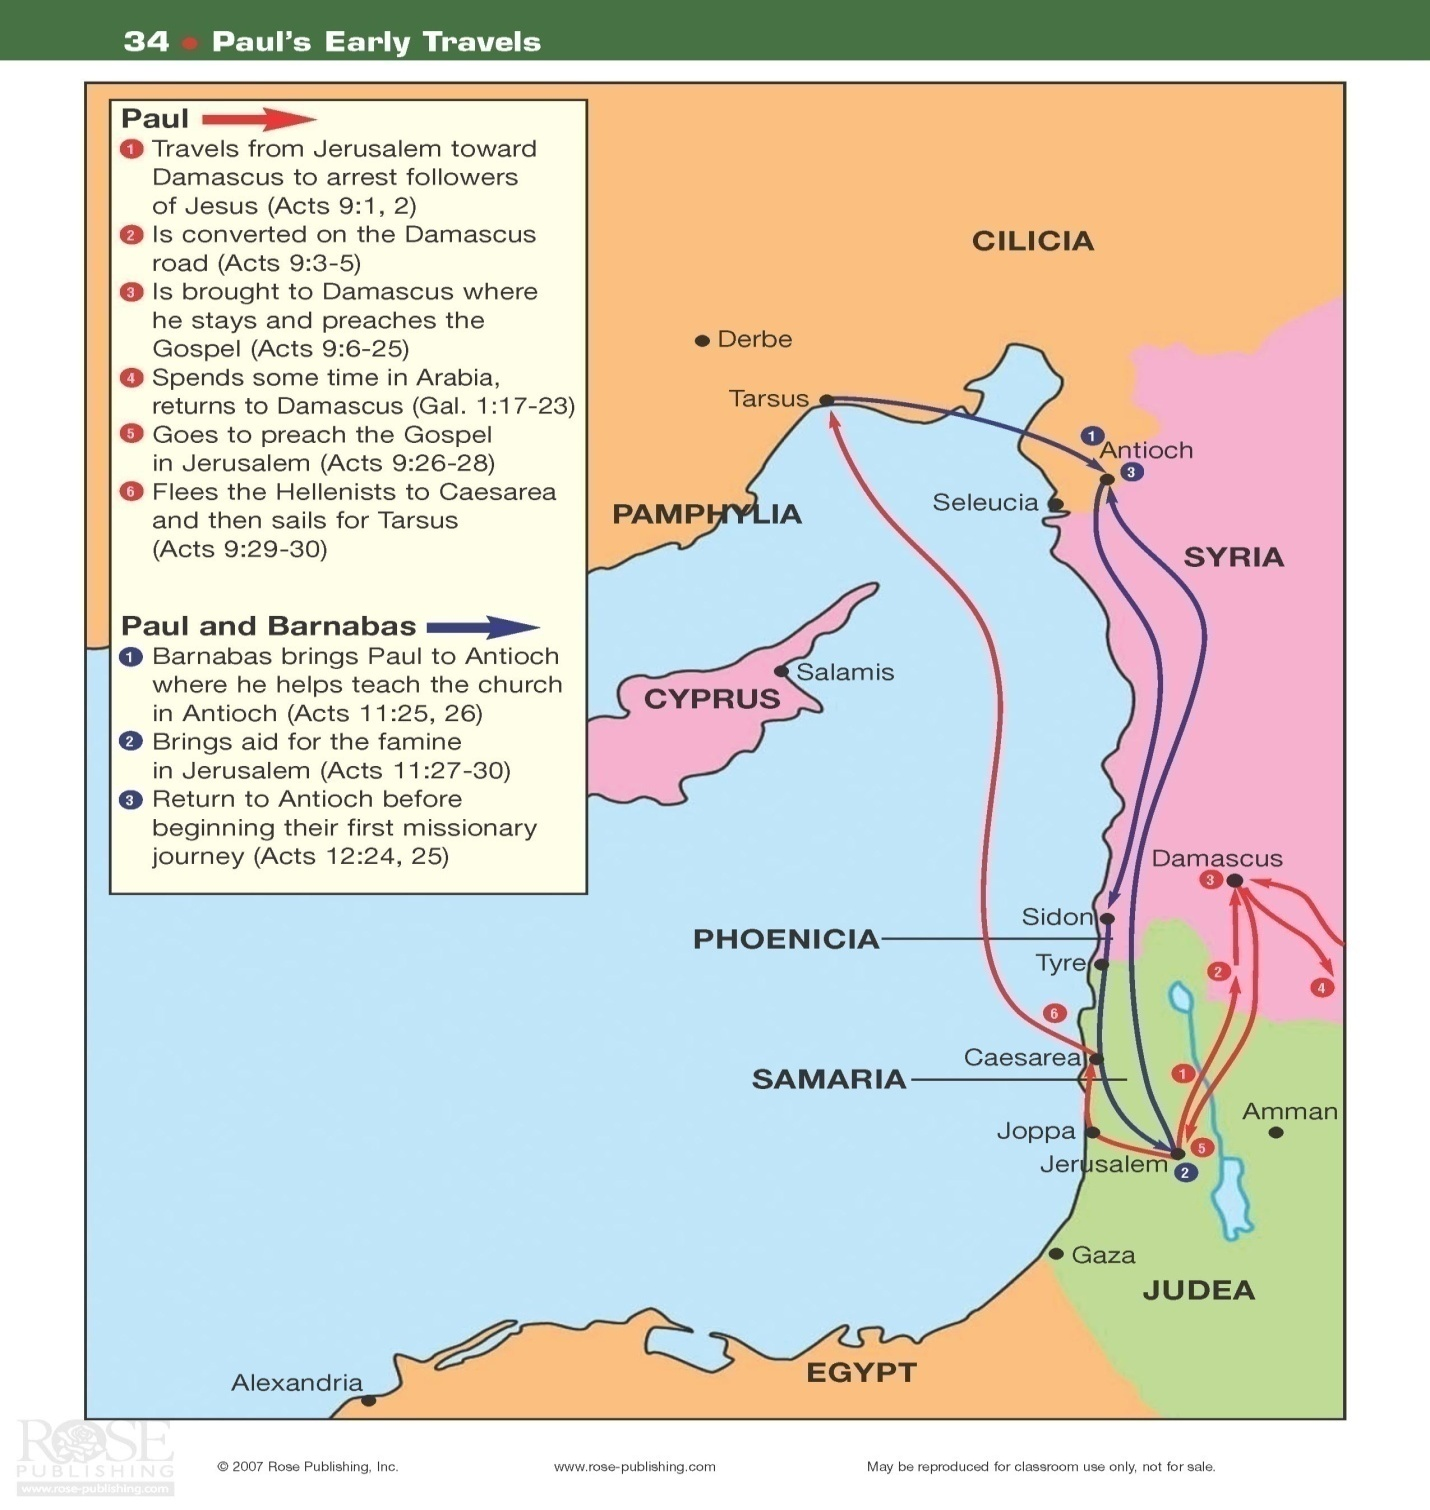 34 • Paul's Early Travels
Paul
1 Travels from Jerusalem toward
Damascus to arrest followers
of Jesus (Acts 9:1, 2)
2 Is converted on the Damascus
road (Acts 9:3-5)
3 Is brought to Damascus where
he stays and preaches the
Gospel (Acts 9:6-25)
4 Spends some time in Arabia,
returns to Damascus (Gal. 1:17-23)
5 Goes to preach the Gospel
in Jerusalem (Acts 9:26-28)
6 Flees the Hellenists to Caesarea
and then sails for Tarsus
(Acts 9:29-30)
Paul and Barnabas
1 Barnabas brings Paul to Antioch
where he helps teach the church
in Antioch (Acts 11:25, 26)
2 Brings aid for the famine
in Jerusalem (Acts 11:27-30)
3 Return to Antioch before
beginning their first missionary
journey (Acts 12:24, 25)
CILICIA
Derbe
Tarsus
1
Antioch
3
Seleucia
PAMPHYLIA
SYRIA
Salamis
CYPRUS
Damascus
3
Sidon
PHOENICIA
Tyre
2
4
6
Caesarea
SAMARIA
1
Amman
Joppa
5
Jerusalem
2
Gaza
JUDEA
EGYPT
Alexandria
ROSE
PUBLISHING
www.rose-publishing.com
© 2007 Rose Publishing, Inc.
www.rose-publishing.com
May be reproduced for classroom use only, not for sale.